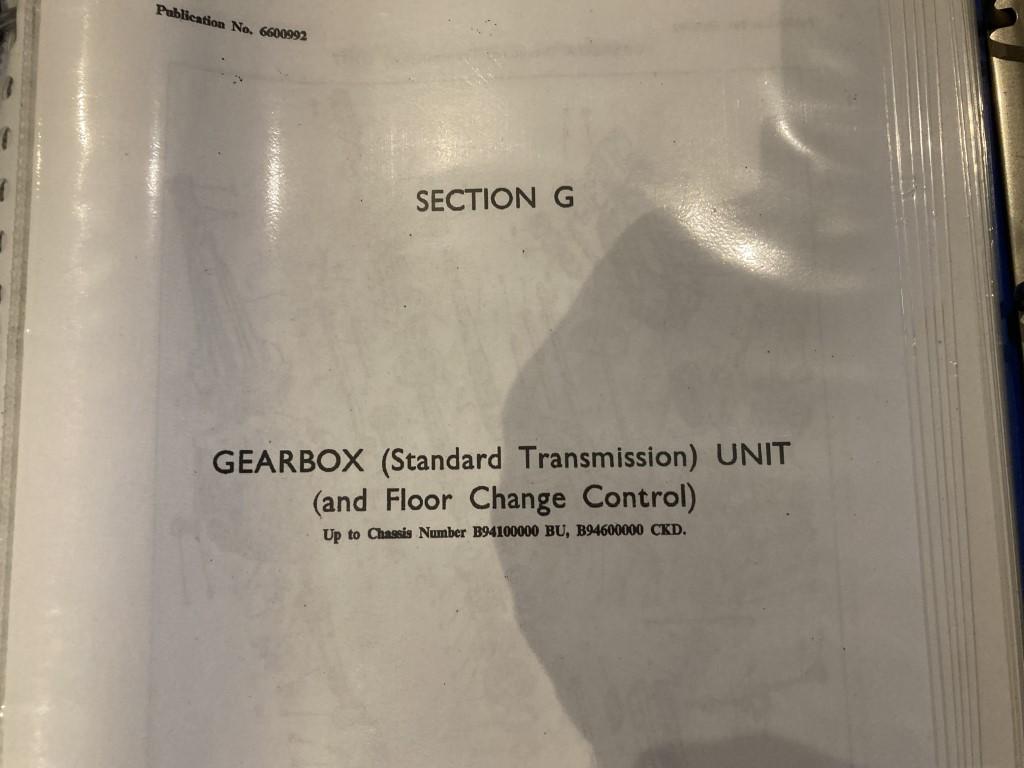 Publication No. 6600992
SECTION G
GEARBOX (Standard Transmission) UNIT
(and Floor Change Control)
Up to Chassis Number B94100000 BU, B94600000 CKD.